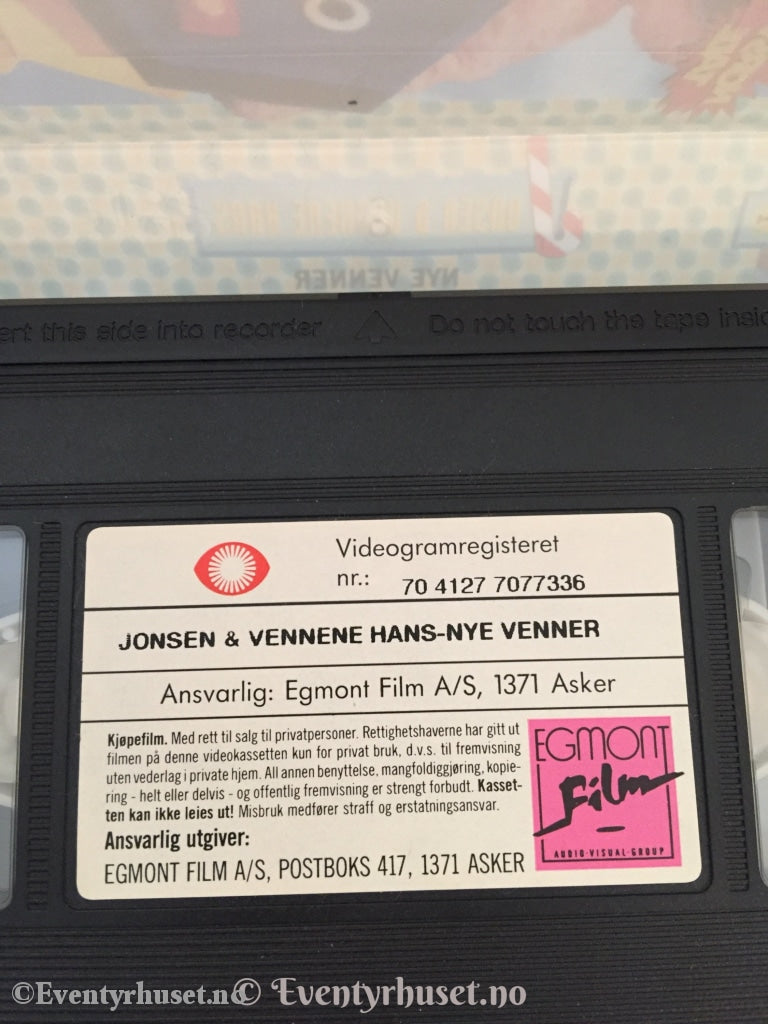 NYE VENNER
ert this side into recorder
Do not touch the tape insid
Videogramregisteret
nr.: 70 4127 7077336
JONSEN & VENNENE HANS-NYE VENNER
Ansvarlig: Egmont Film A/S, 1371 Asker
Kjøpefilm. Med rett til salg til privatpersoner. Rettighetshaverne har gitt ut
filmen på denne videokassetten kun for privat bruk, d.v.s. til fremvisning
uten vederlag i private hjem. All annen benyttelse, mangfoldiggjøring, kopie-
ring - helt eller delvis - og offentlig fremvisning er strengt forbudt. Kasset-
ten kan ikke leies ut! Misbruk medfører straff og erstatningsansvar.
Ansvarlig utgiver:
EGMONT FILM A/S, POSTBOKS 417, 1371 ASKER
EGMONT
Film
AUDIO·VISUAL·GROUP
©Eventyrhuset.no
© Eventyrhuset.no